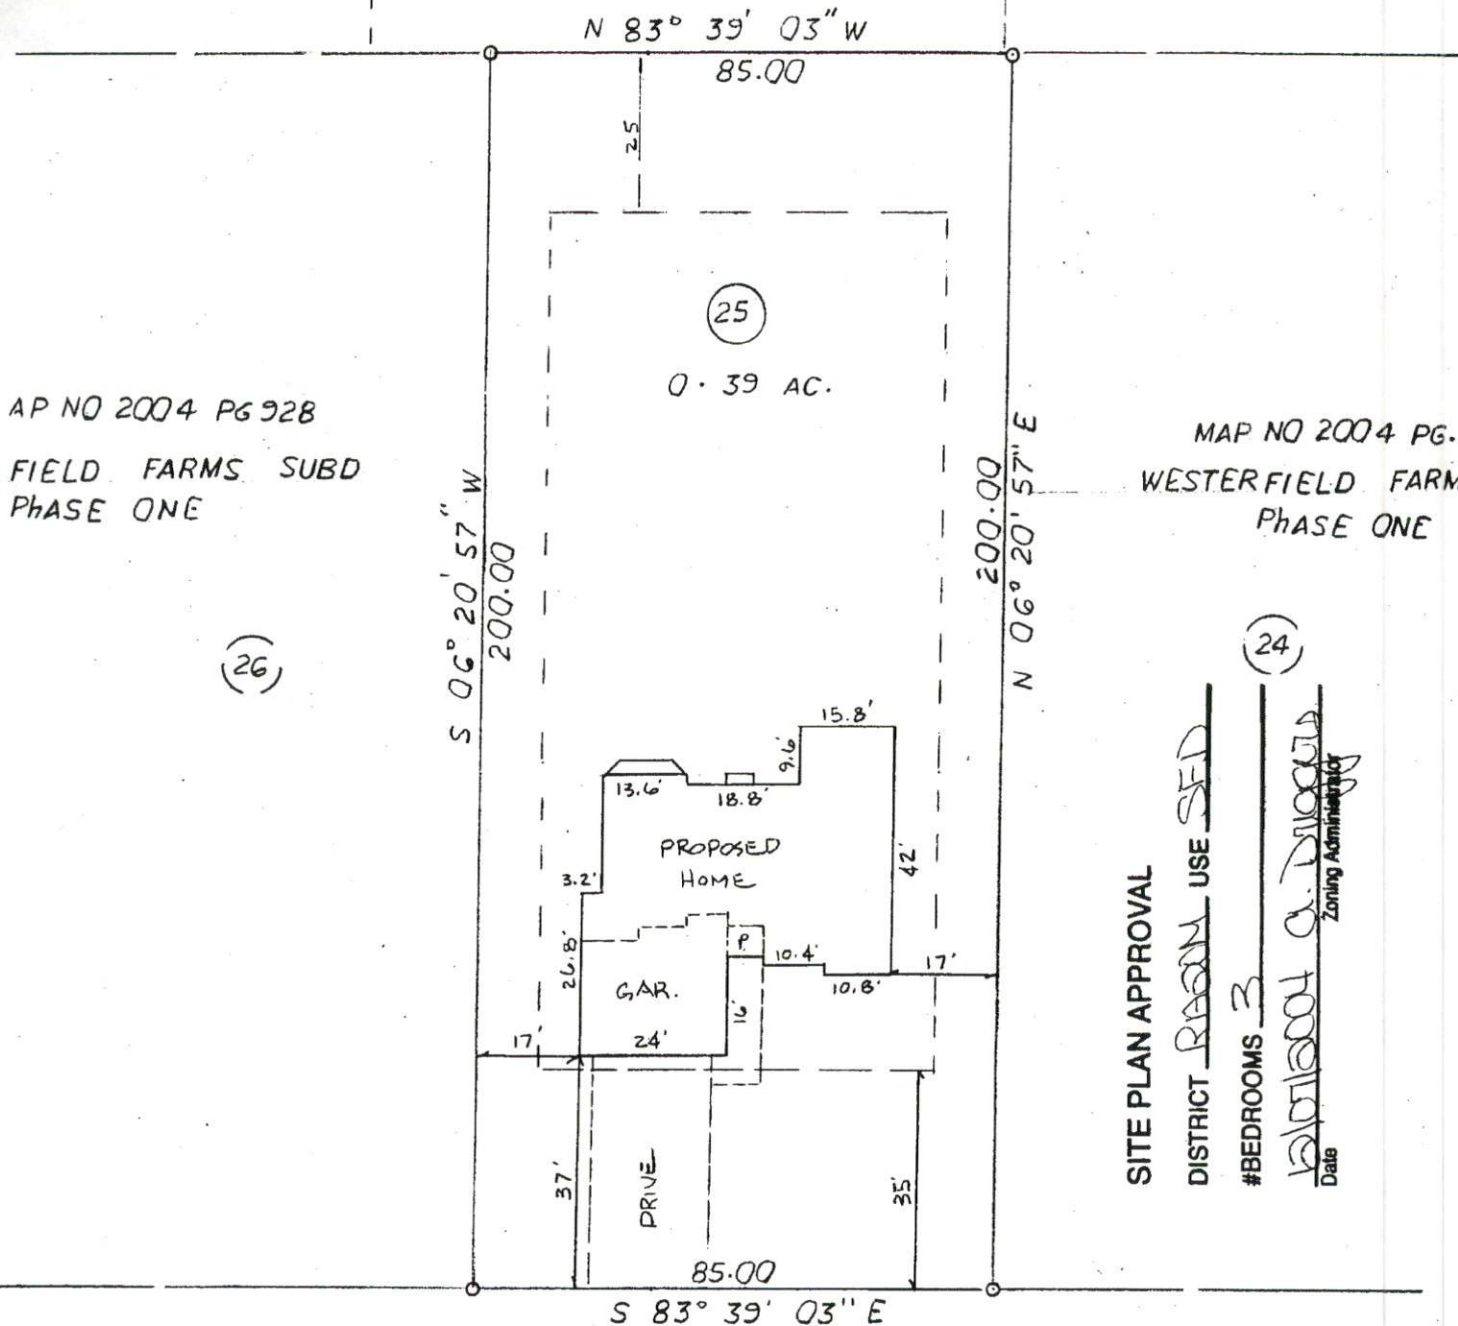 N 83° 39' 03" W
85.00
25
25
0.39 AC.
AP NO 2004 PG 928
FIELD FARMS SUBD
PhASE ONE
MAP NO 2004 PG.
WESTERFIELD FARM
PhASE ONE
S 06° 20' 57" W
200.00
200.00
N 06° 20' 57" E
26
24
15.8'
9.6'
13.6'
18.8'
PROPOSED
HOME
42'
3.2'
26.8'
P.
10.4'
10.8'
17'
GAR.
16'
24'
17'
37'
DRIVE
35'
85.00
S 83° 39' 03" E
SITE PLAN APPROVAL
DISTRICT RA20M USE SFD
#BEDROOMS 3
Date
Zoning Administrator